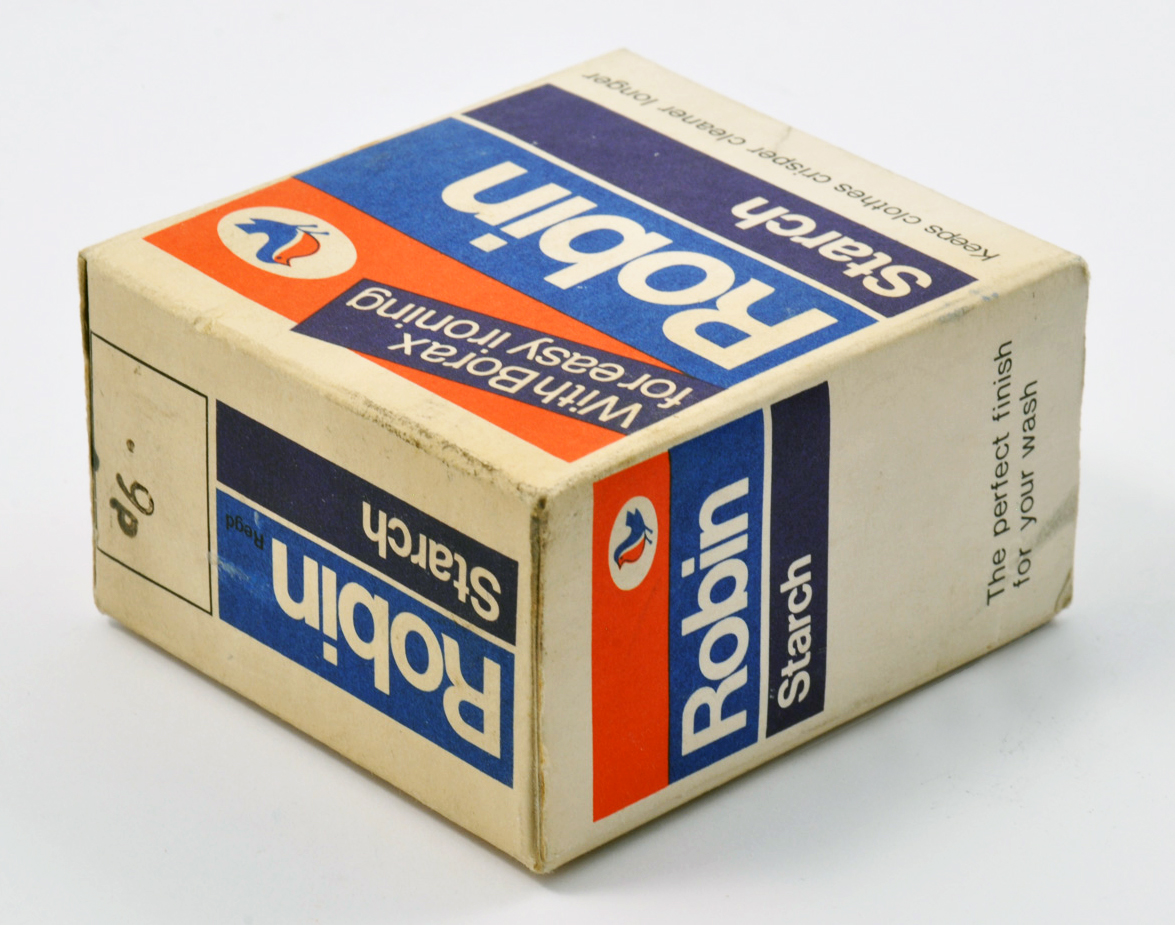 With Borax
for easy ironing
Robin
Starch
Keeps clothes crisper cleaner longer
Robin
Regd
Starch
9p
Robin
Starch
The perfect finish
for your wash